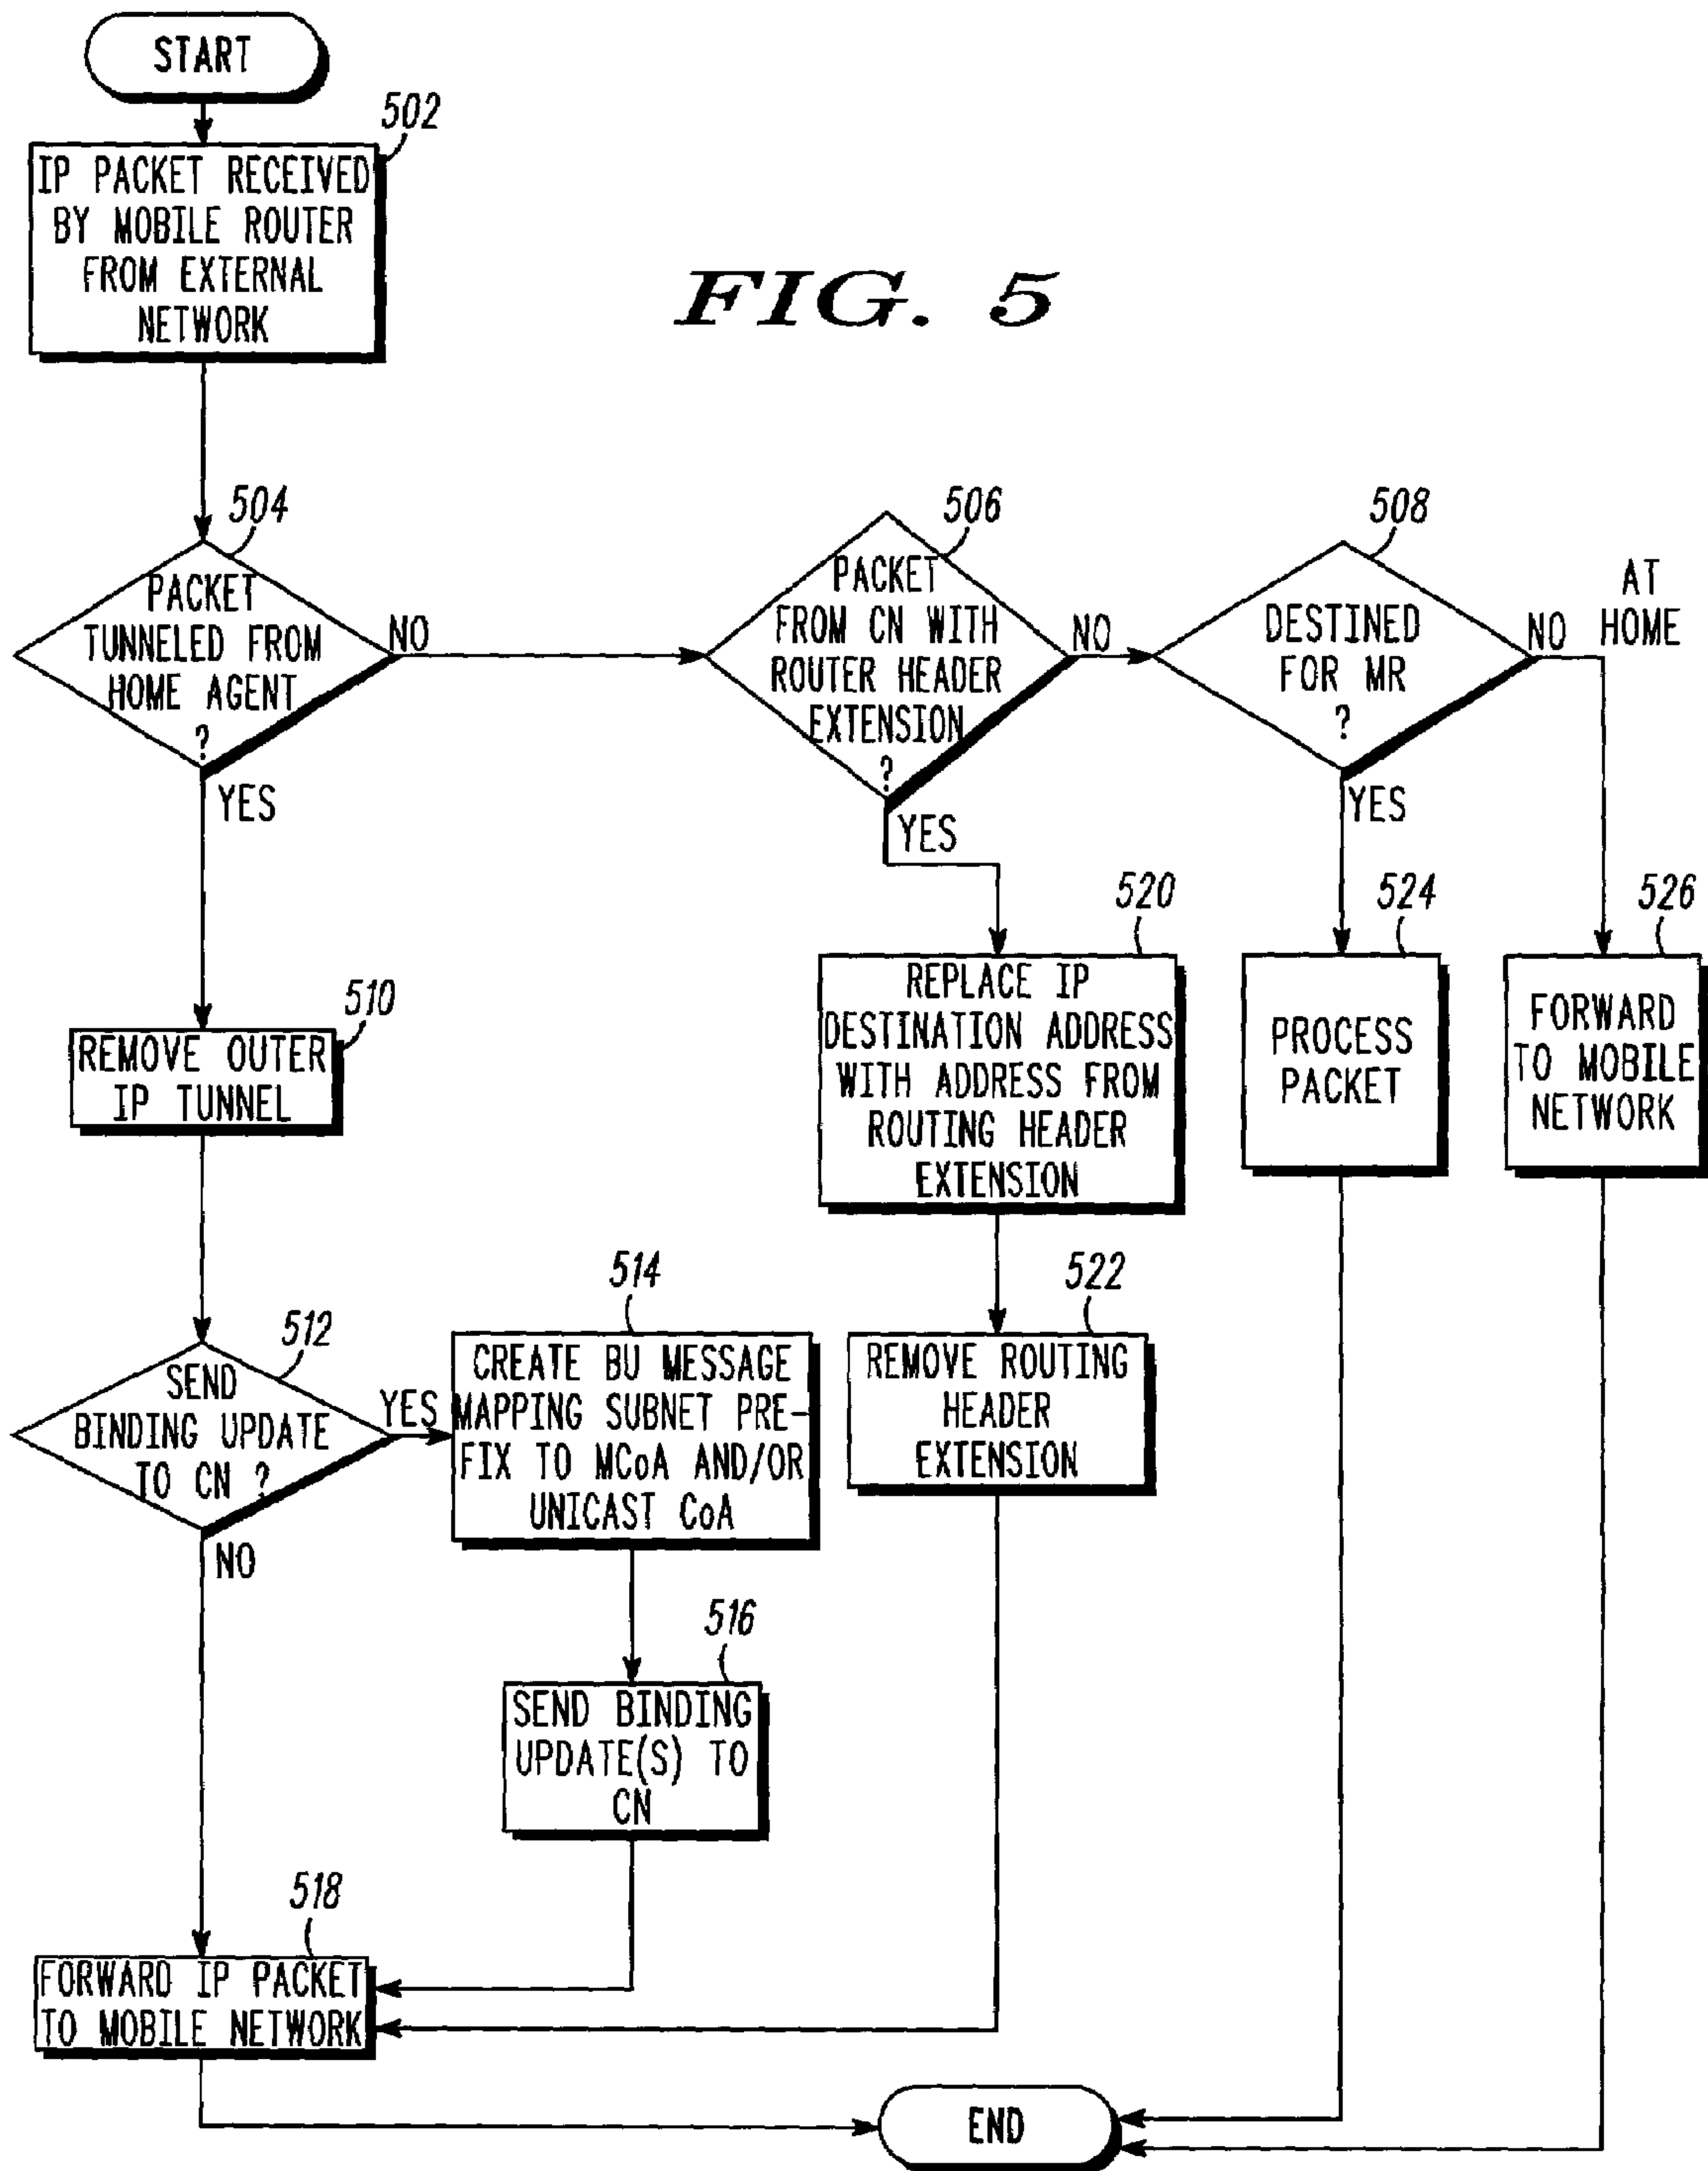 START
502
IP PACKET RECEIVED
BY MOBILE ROUTER
FROM EXTERNAL
NETWORK
FIG. 5
504
PACKET
TUNNELED FROM
HOME AGENT
?
NO
YES
506
PACKET
FROM CN WITH
ROUTER HEADER
EXTENSION
?
NO
YES
508
DESTINED
FOR MR
?
NO
YES
AT
HOME
510
REMOVE OUTER
IP TUNNEL
520
REPLACE IP
DESTINATION ADDRESS
WITH ADDRESS FROM
ROUTING HEADER
EXTENSION
524
PROCESS
PACKET
526
FORWARD
TO MOBILE
NETWORK
512
SEND
BINDING UPDATE
TO CN ?
YES
NO
514
CREATE BU MESSAGE
MAPPING SUBNET PRE-
FIX TO MCoA AND/OR
UNICAST CoA
522
REMOVE ROUTING
HEADER
EXTENSION
516
SEND BINDING
UPDATE(S) TO
CN
518
FORWARD IP PACKET
TO MOBILE NETWORK
END